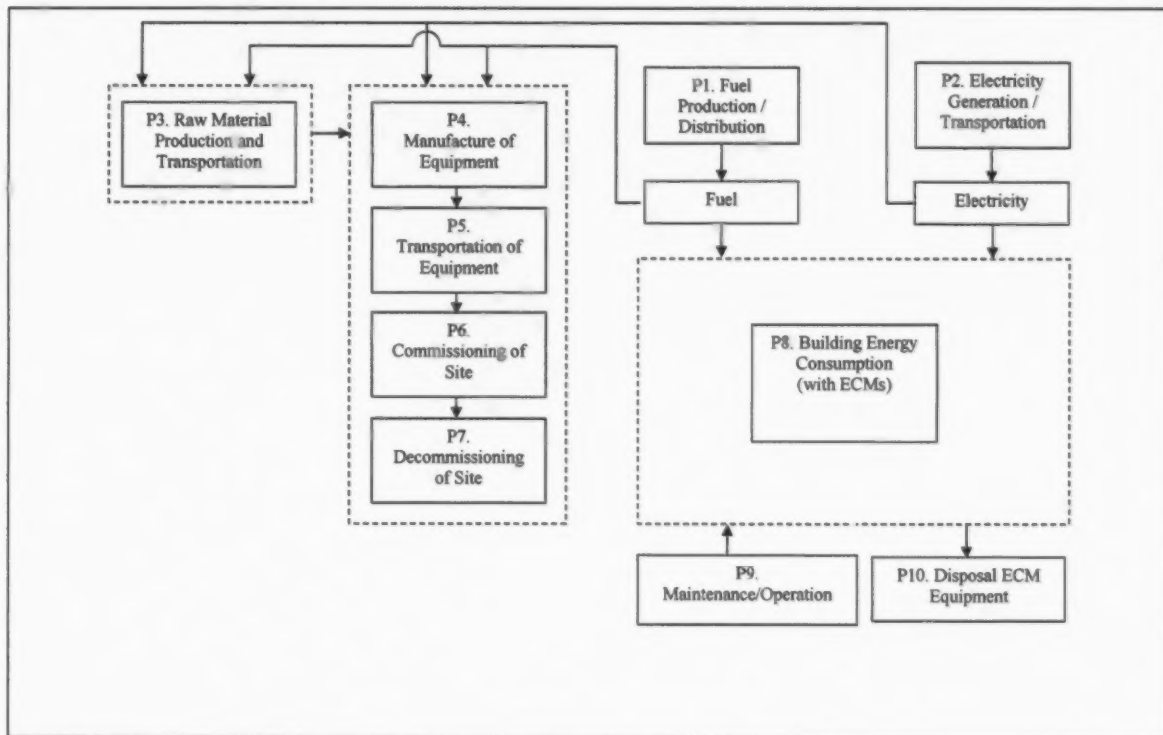 P1. Fuel
Production /
Distribution
P2. Electricity
Generation /
Transportation
P3. Raw Material
Production and
Transportation
P4.
Manufacture of
Equipment
Fuel
Electricity
P5.
Transportation of
Equipment
P6.
Commissioning of
Site
P7.
Decommissioning
of Site
P8. Building Energy
Consumption
(with ECMs)
P9.
Maintenance/Operation
P10. Disposal ECM
Equipment